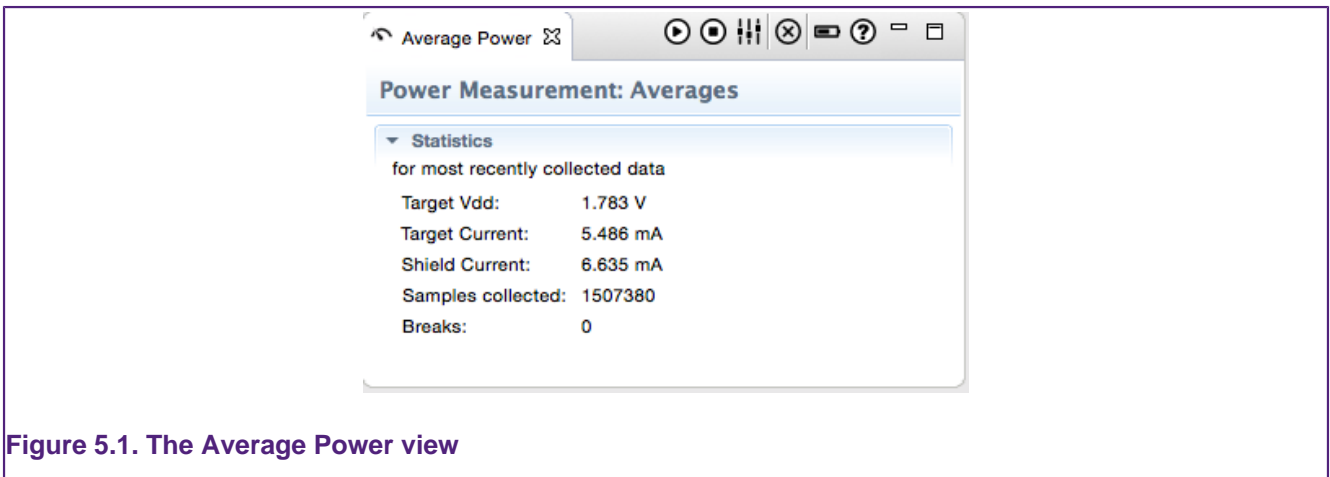 Average Power
Power Measurement: Averages
Statistics
for most recently collected data
Target Vdd: 1.783 V
Target Current: 5.486 mA
Shield Current: 6.635 mA
Samples collected: 1507380
Breaks: 0
Figure 5.1. The Average Power view